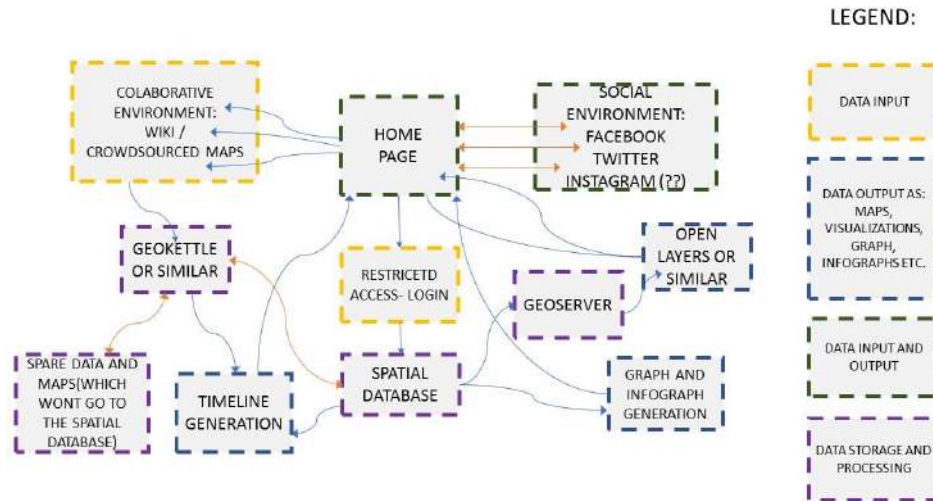 LEGEND:
COLABORATIVE
ENVIRONMENT:
WIKI /
CROWDSOURCED MAPS
HOME
PAGE
SOCIAL
ENVIRONMENT:
FACEBOOK
TWITTER
INSTAGRAM (??)
GEOKETTLE
OR SIMILAR
RESTRICETD
ACCESS- LOGIN
GEOSERVER
OPEN
LAYERS OR
SIMILAR
SPARE DATA AND
MAPS(WHICH
WONT GO TO
THE SPATIAL
DATABASE)
TIMELINE
GENERATION
SPATIAL
DATABASE
GRAPH AND
INFOGRAPH
GENERATION
DATA INPUT
DATA OUTPUT AS:
MAPS,
VISUALIZATIONS,
GRAPH,
INFOGRAPHS ETC.
DATA INPUT AND
OUTPUT
DATA STORAGE AND
PROCESSING